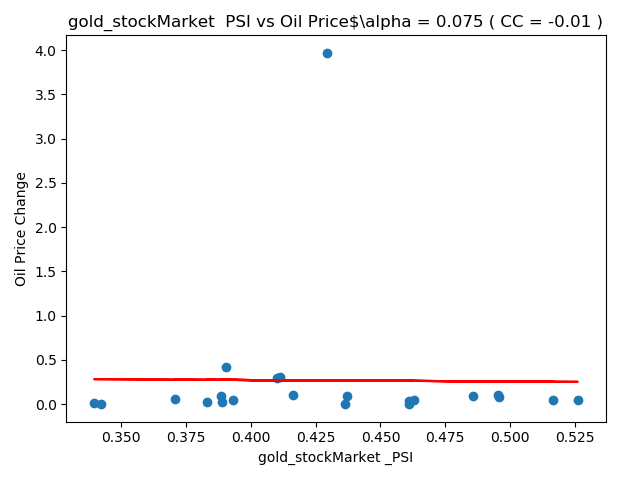 gold_stockMarket  PSI vs Oil Price$\alpha = 0.075 ( CC = -0.01 )
4.0
3.5
3.0
2.5
2.0
1.5
1.0
0.5
0.0
Oil Price Change
0.350 0.375 0.400 0.425 0.450 0.475 0.500 0.525
gold_stockMarket _PSI